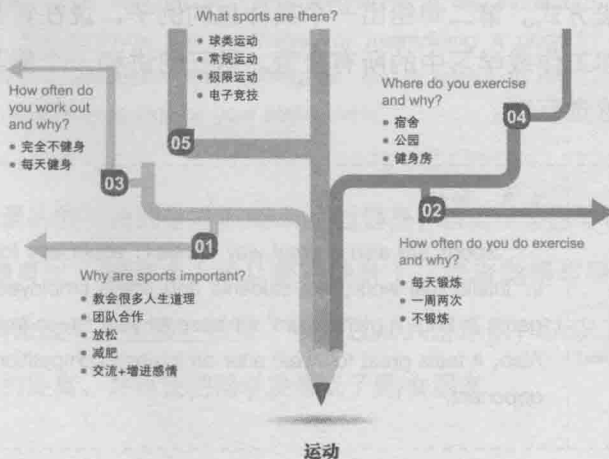 What sports are there?
• 球类运动
• 常规运动
• 极限运动
• 电子竞技
05
How often do
you work out
and why?
• 完全不健身
• 每天健身
03
Where do you exercise
and why?
• 宿舍
• 公园
• 健身房
04
01
Why are sports important?
• 教会很多人生道理
• 团队合作
• 放松
• 减肥
• 交流+增进感情
02
How often do you do exercise
and why?
• 每天锻炼
• 一周两次
• 不锻炼
运动